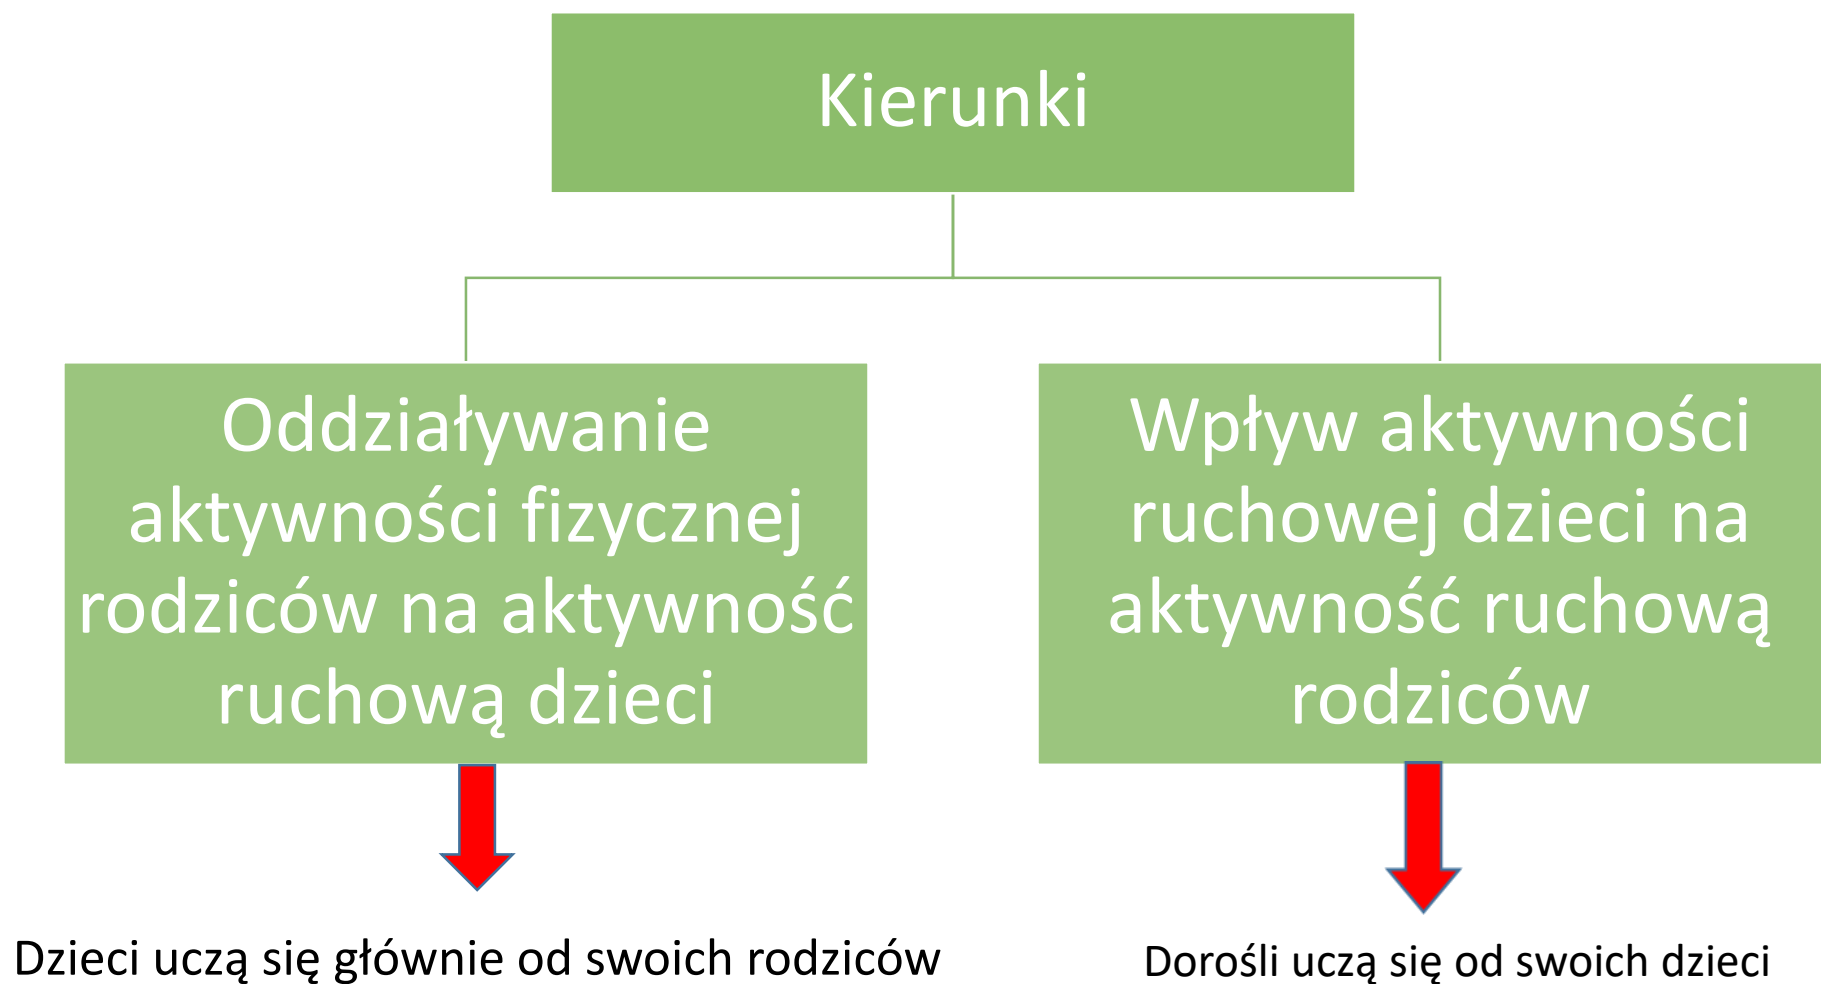 Kierunki
Oddziaływanie
aktywności fizycznej
rodziców na aktywność
ruchową dzieci
Wpływ aktywności
ruchowej dzieci na
aktywność ruchową
rodziców
Dzieci uczą się głównie od swoich rodziców
Dorośli uczą się od swoich dzieci